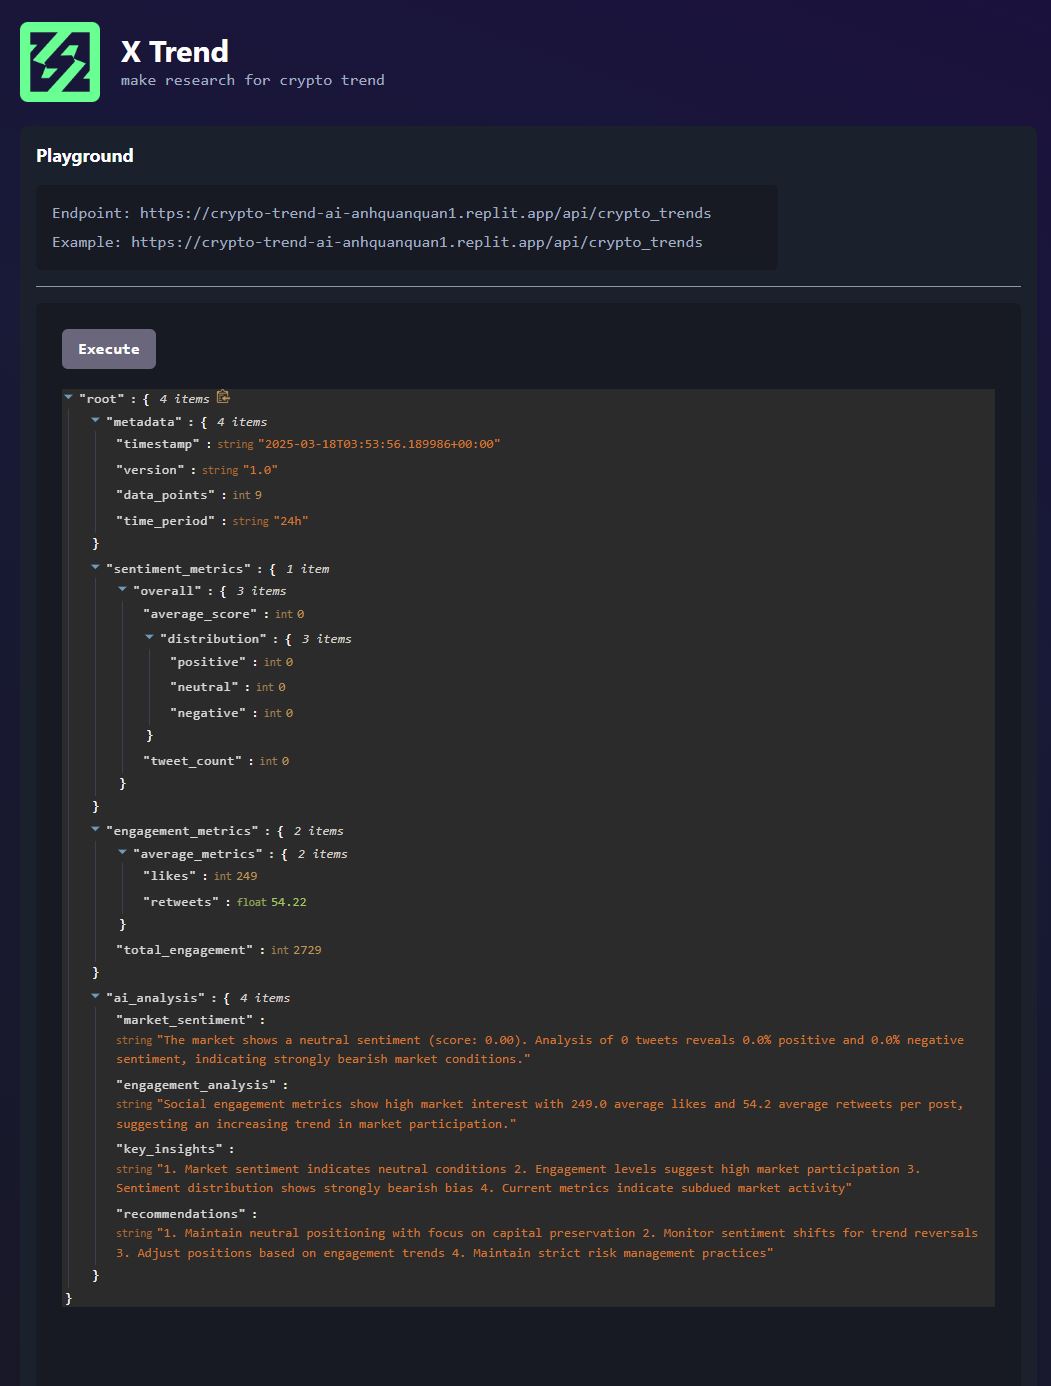 X Trend
make research for crypto trend
Playground
Endpoint: https://crypto-trend-ai-anhquanquan1.replit.app/api/crypto_trends
Example: https://crypto-trend-ai-anhquanquan1.replit.app/api/crypto_trends
Execute
"root" : { 4 items
"metadata" : { 4 items
"timestamp" : string "2025-03-18T03:53:56.189986+00:00"
"version" : string "1.0"
"data_points" : int 9
"time_period" : string "24h"
}
"sentiment_metrics" : { 1 item
"overall" : { 3 items
"average_score" : int 0
"distribution" : { 3 items
"positive" : int 0
"neutral" : int 0
"negative" : int 0
}
"tweet_count" : int 0
}
}
"engagement_metrics" : { 2 items
"average_metrics" : { 2 items
"likes" : int 249
"retweets" : float 54.22
}
"total_engagement" : int 2729
}
"ai_analysis" : { 4 items
"market_sentiment" :
string "The market shows a neutral sentiment (score: 0.00). Analysis of 0 tweets reveals 0.0% positive and 0.0% negative
sentiment, indicating strongly bearish market conditions."
"engagement_analysis" :
string "Social engagement metrics show high market interest with 249.0 average likes and 54.2 average retweets per post,
suggesting an increasing trend in market participation."
"key_insights" :
string "1. Market sentiment indicates neutral conditions 2. Engagement levels suggest high market participation 3.
Sentiment distribution shows strongly bearish bias 4. Current metrics indicate subdued market activity"
"recommendations" :
string "1. Maintain neutral positioning with focus on capital preservation 2. Monitor sentiment shifts for trend reversals
3. Adjust positions based on engagement trends 4. Maintain strict risk management practices"
}
}